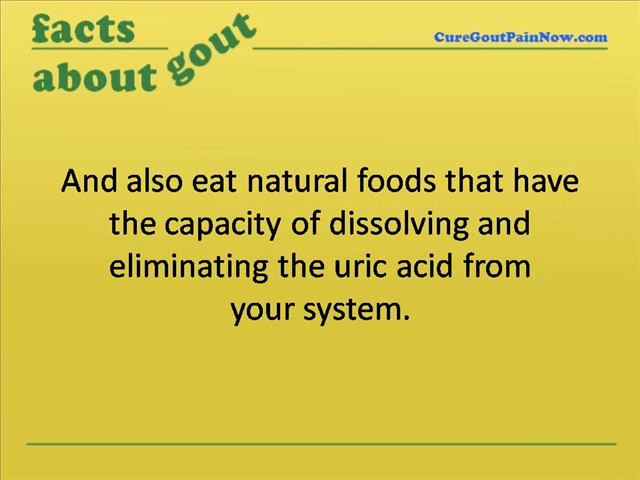 facts
about gout
CureGoutPainNow.com
And also eat natural foods that have
the capacity of dissolving and
eliminating the uric acid from
your system.